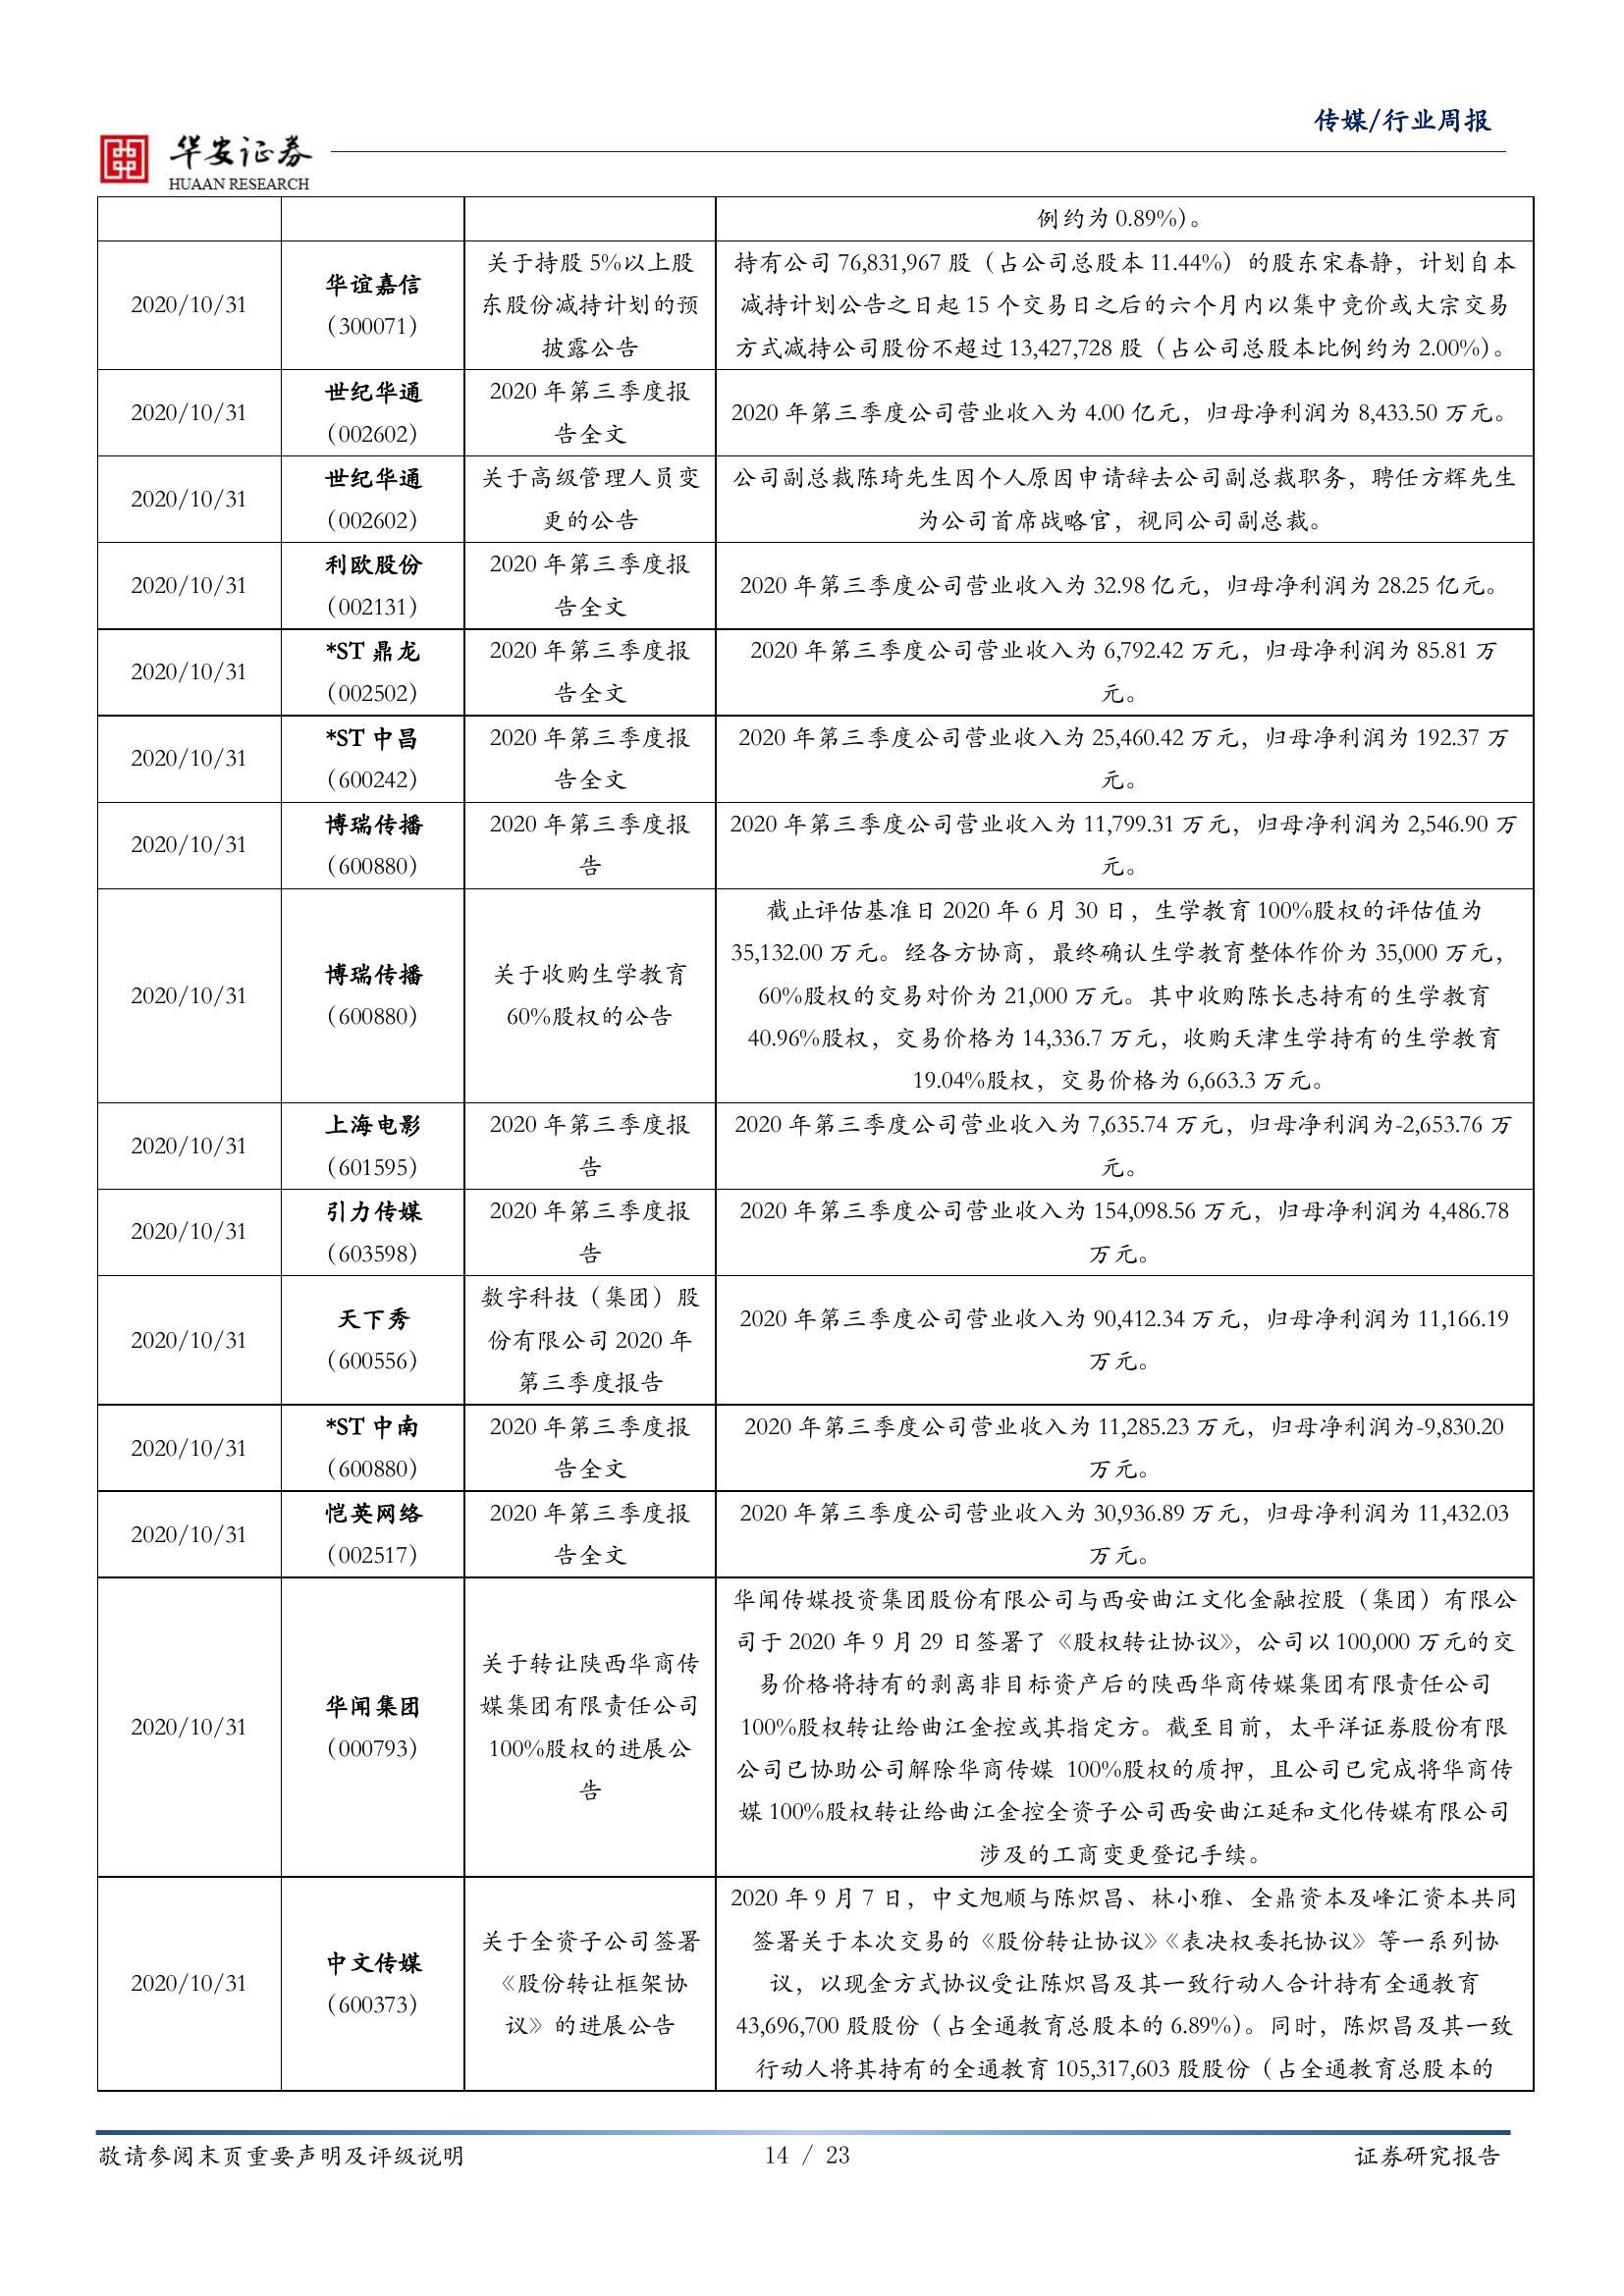 传媒/行业周报
华安证券
HUAAN RESEARCH
例约为 0.89%)。
2020/10/31
华谊嘉信
(300071)
关于持股 5%以上股
东股份减持计划的预
披露公告
持有公司 76,831,967 股（占公司总股本 11.44%）的股东宋春静，计划自本
减持计划公告之日起 15 个交易日之后的六个月内以集中竞价或大宗交易
方式减持公司股份不超过 13,427,728 股（占公司总股本比例约为 2.00%）。
2020/10/31
世纪华通
(002602)
2020 年第三季度报
告全文
2020 年第三季度公司营业收入为 4.00 亿元，归母净利润为 8,433.50 万元。
2020/10/31
世纪华通
(002602)
关于高级管理人员变
更的公告
公司副总裁陈琦先生因个人原因申请辞去公司副总裁职务，聘任方辉先生
为公司首席战略官，视同公司副总裁。
2020/10/31
利欧股份
(002131)
2020 年第三季度报
告全文
2020 年第三季度公司营业收入为 32.98 亿元，归母净利润为 28.25 亿元。
2020/10/31
*ST 鼎龙
(002502)
2020 年第三季度报
告全文
2020 年第三季度公司营业收入为 6,792.42 万元，归母净利润为 85.81 万
元。
2020/10/31
*ST 中昌
(600242)
2020 年第三季度报
告全文
2020 年第三季度公司营业收入为 25,460.42 万元，归母净利润为 192.37 万
元。
2020/10/31
博瑞传播
(600880)
2020 年第三季度报
告
2020 年第三季度公司营业收入为 11,799.31 万元，归母净利润为 2,546.90 万
元。
2020/10/31
博瑞传播
(600880)
关于收购生学教育
60%股权的公告
截止评估基准日 2020 年 6 月 30 日，生学教育 100%股权的评估值为
35,132.00 万元。经各方协商，最终确认生学教育整体作价为 35,000 万元，
60%股权的交易对价为 21,000 万元。其中收购陈长志持有的生学教育
40.96%股权，交易价格为 14,336.7 万元，收购天津生学持有的生学教育
19.04%股权，交易价格为 6,663.3 万元。
2020/10/31
上海电影
(601595)
2020 年第三季度报
告
2020 年第三季度公司营业收入为 7,635.74 万元，归母净利润为-2,653.76 万
元。
2020/10/31
引力传媒
(603598)
2020 年第三季度报
告
2020 年第三季度公司营业收入为 154,098.56 万元，归母净利润为 4,486.78
万元。
2020/10/31
天下秀
(600556)
数字科技（集团）股
份有限公司 2020 年
第三季度报告
2020 年第三季度公司营业收入为 90,412.34 万元，归母净利润为 11,166.19
万元。
2020/10/31
*ST 中南
(600880)
2020 年第三季度报
告全文
2020 年第三季度公司营业收入为 11,285.23 万元，归母净利润为-9,830.20
万元。
2020/10/31
恺英网络
(002517)
2020 年第三季度报
告全文
2020 年第三季度公司营业收入为 30,936.89 万元，归母净利润为 11,432.03
万元。
2020/10/31
华闻集团
(000793)
关于转让陕西华商传
媒集团有限责任公司
100%股权的进展公
告
华闻传媒投资集团股份有限公司与西安曲江文化金融控股（集团）有限公
司于 2020 年 9 月 29 日签署了《股权转让协议》，公司以 100,000 万元的交
易价格将持有的剥离非目标资产后的陕西华商传媒集团有限责任公司
100%股权转让给曲江金控或其指定方。截至目前，太平洋证券股份有限
公司已协助公司解除华商传媒 100%股权的质押，且公司已完成将华商传
媒 100%股权转让给曲江金控全资子公司西安曲江延和文化传媒有限公司
涉及的工商变更登记手续。
2020/10/31
中文传媒
(600373)
关于全资子公司签署
《股份转让框架协
议》的进展公告
2020 年 9 月 7 日，中文旭顺与陈炽昌、林小雅、全鼎资本及峰汇资本共同
签署关于本次交易的《股份转让协议》《表决权委托协议》等一系列协
议，以现金方式协议受让陈炽昌及其一致行动人合计持有全通教育
43,696,700 股股份（占全通教育总股本的 6.89%）。同时，陈炽昌及其一致
行动人将其持有的全通教育 105,317,603 股股份（占全通教育总股本的
敬请参阅末页重要声明及评级说明
14 / 23
证券研究报告